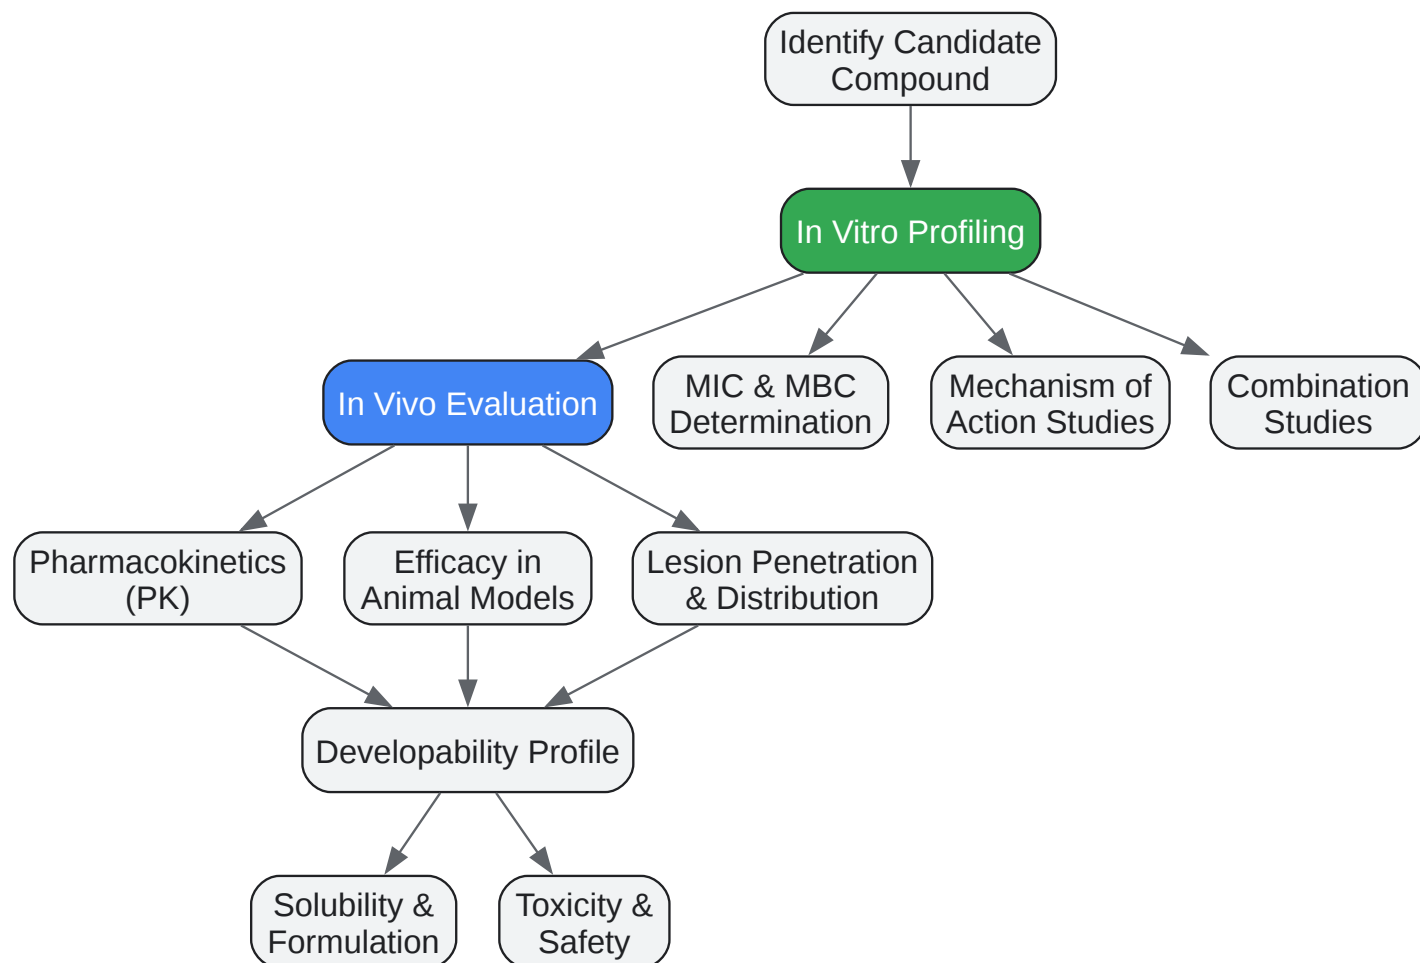 Identify Candidate
Compound
In Vitro Profiling
In Vivo Evaluation
MIC & MBC
Determination
Mechanism of
Action Studies
Combination
Studies
Pharmacokinetics
(PK)
Efficacy in
Animal Models
Lesion Penetration
& Distribution
Developability Profile
Solubility &
Formulation
Toxicity &
Safety